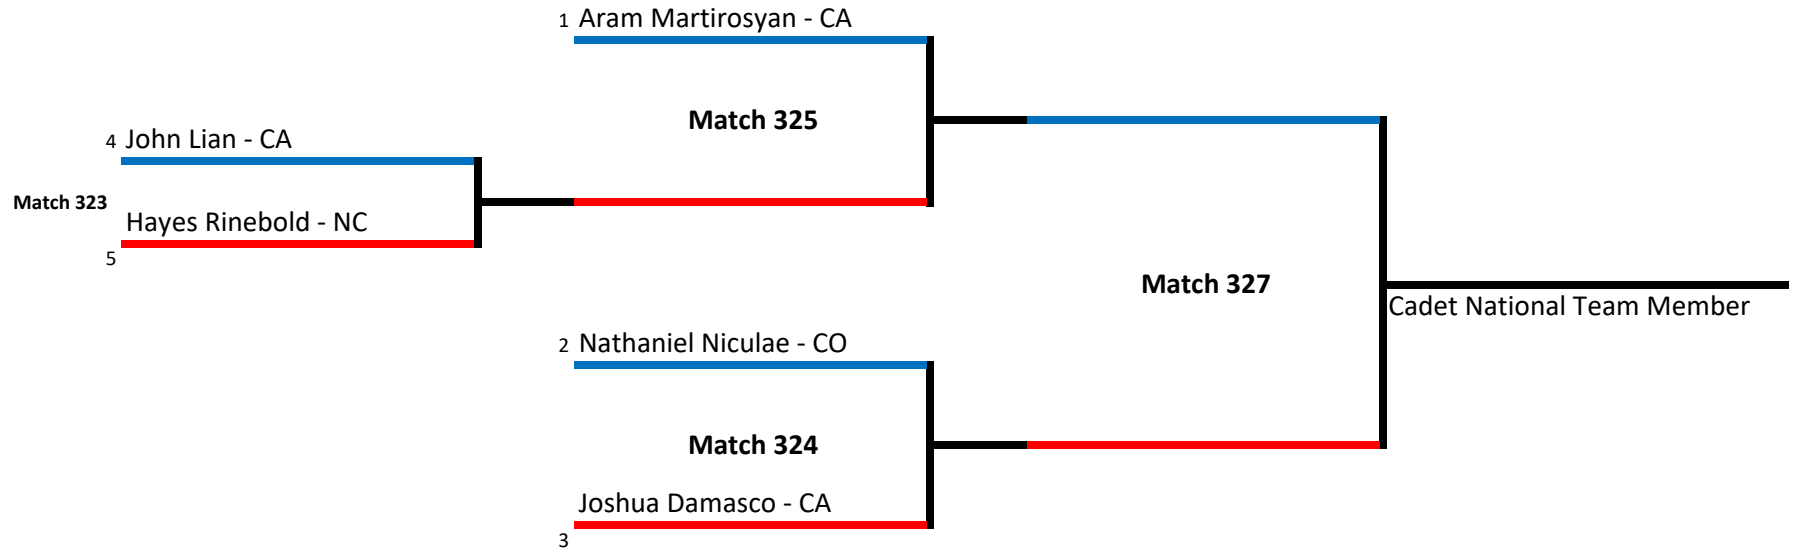 1 Aram Martirosyan - CA
Match 325
4 John Lian - CA
Match 323
Hayes Rinebold - NC
5
Match 327
Cadet National Team Member
2 Nathaniel Niculae - CO
Match 324
Joshua Damasco - CA
3